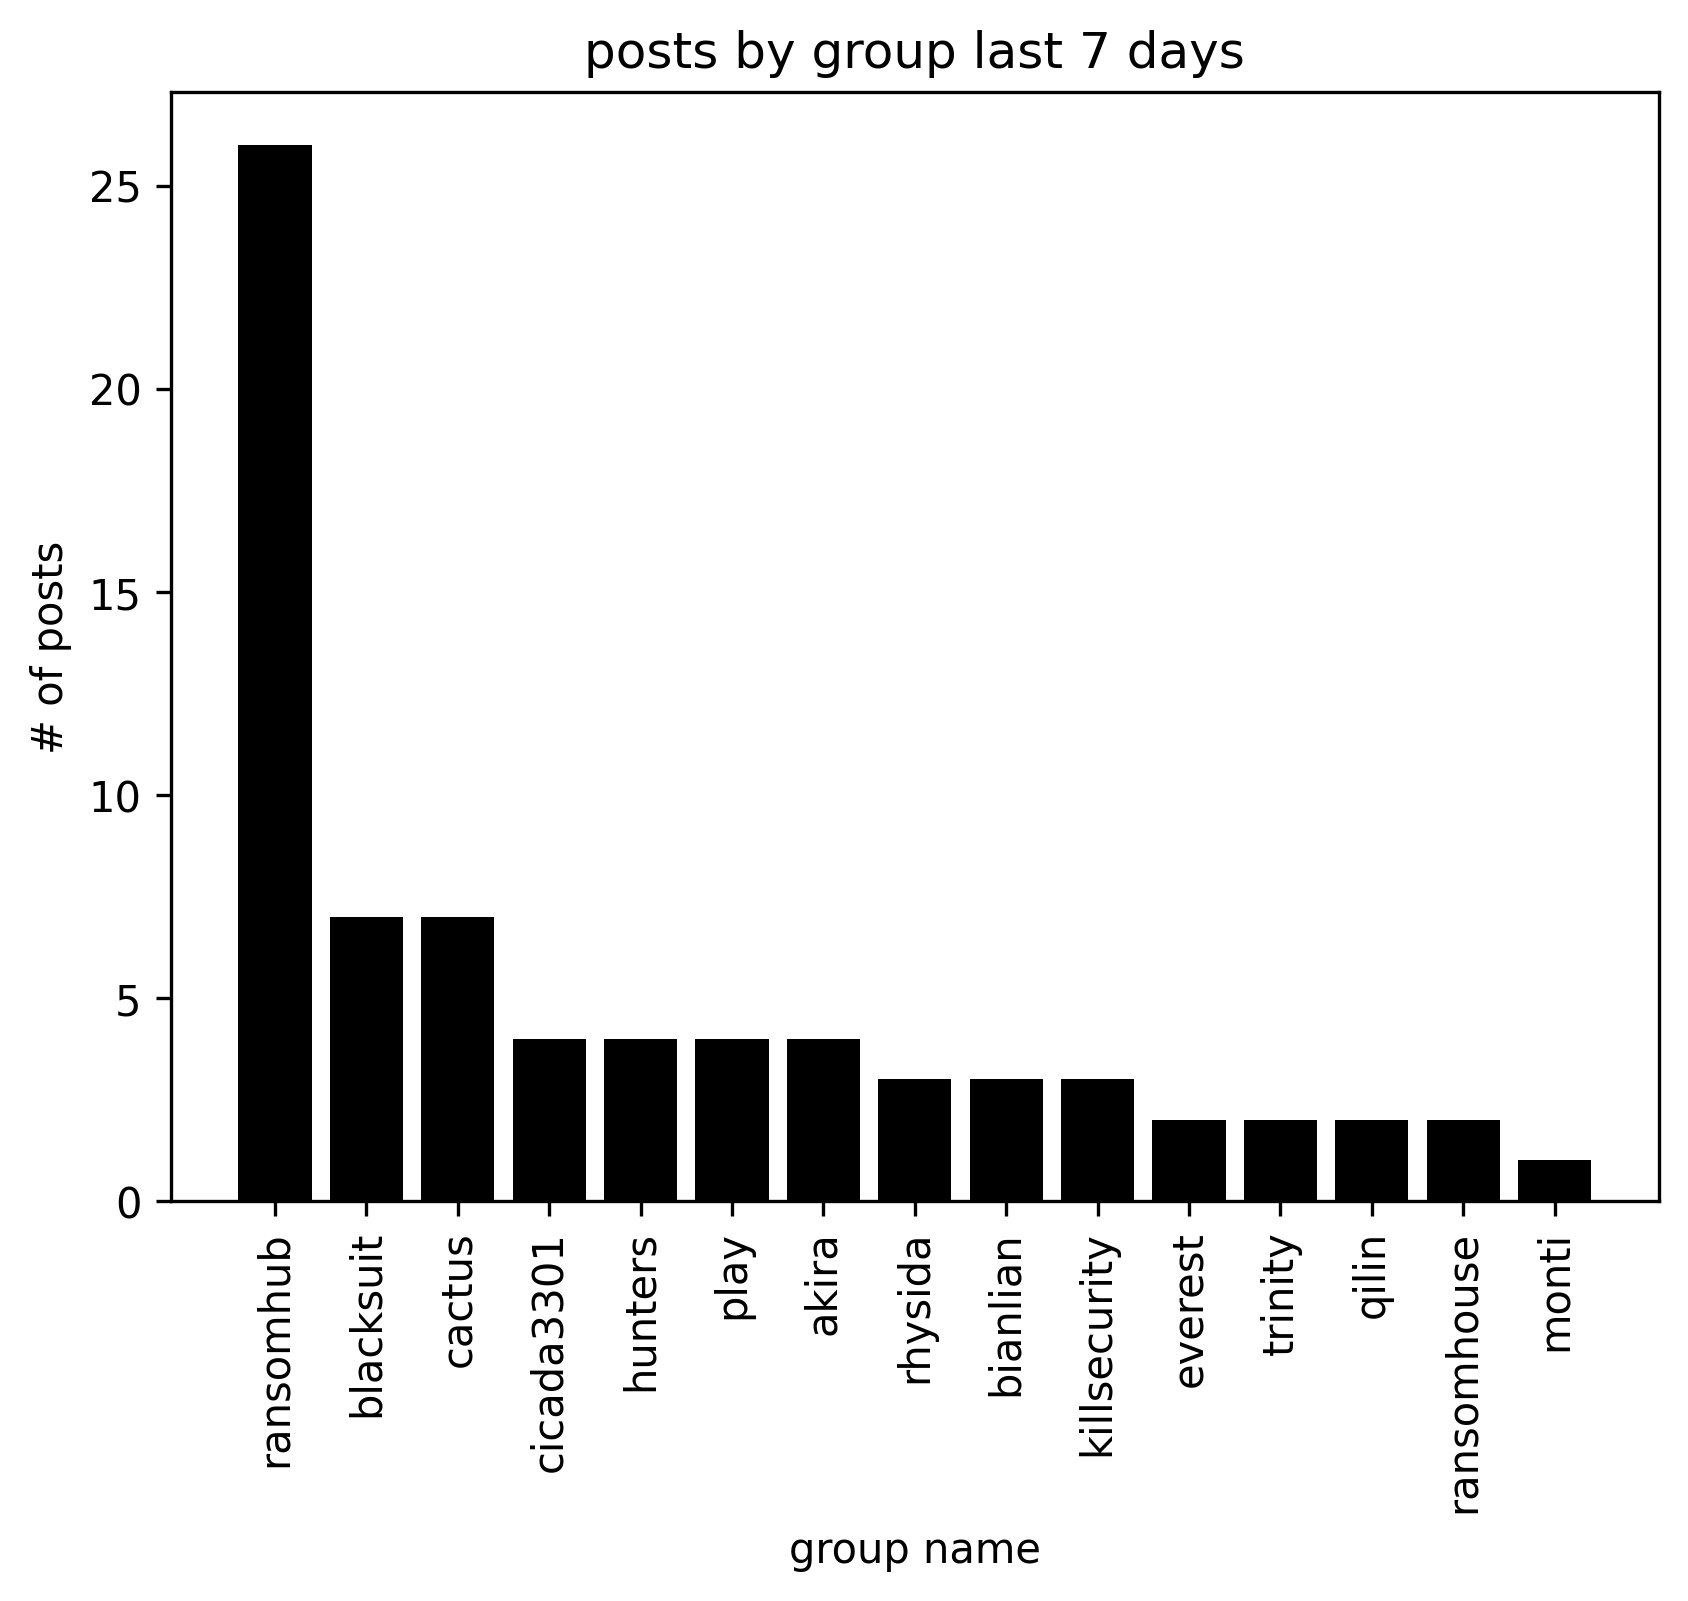 posts by group last 7 days
# of posts
25
20
15
10
5
0
ransomhub
blacksuit
cactus
cicada3301
hunters
play
akira
rhysida
bianlian
killsecurity
everest
trinity
qilin
ransomhouse
monti
group name